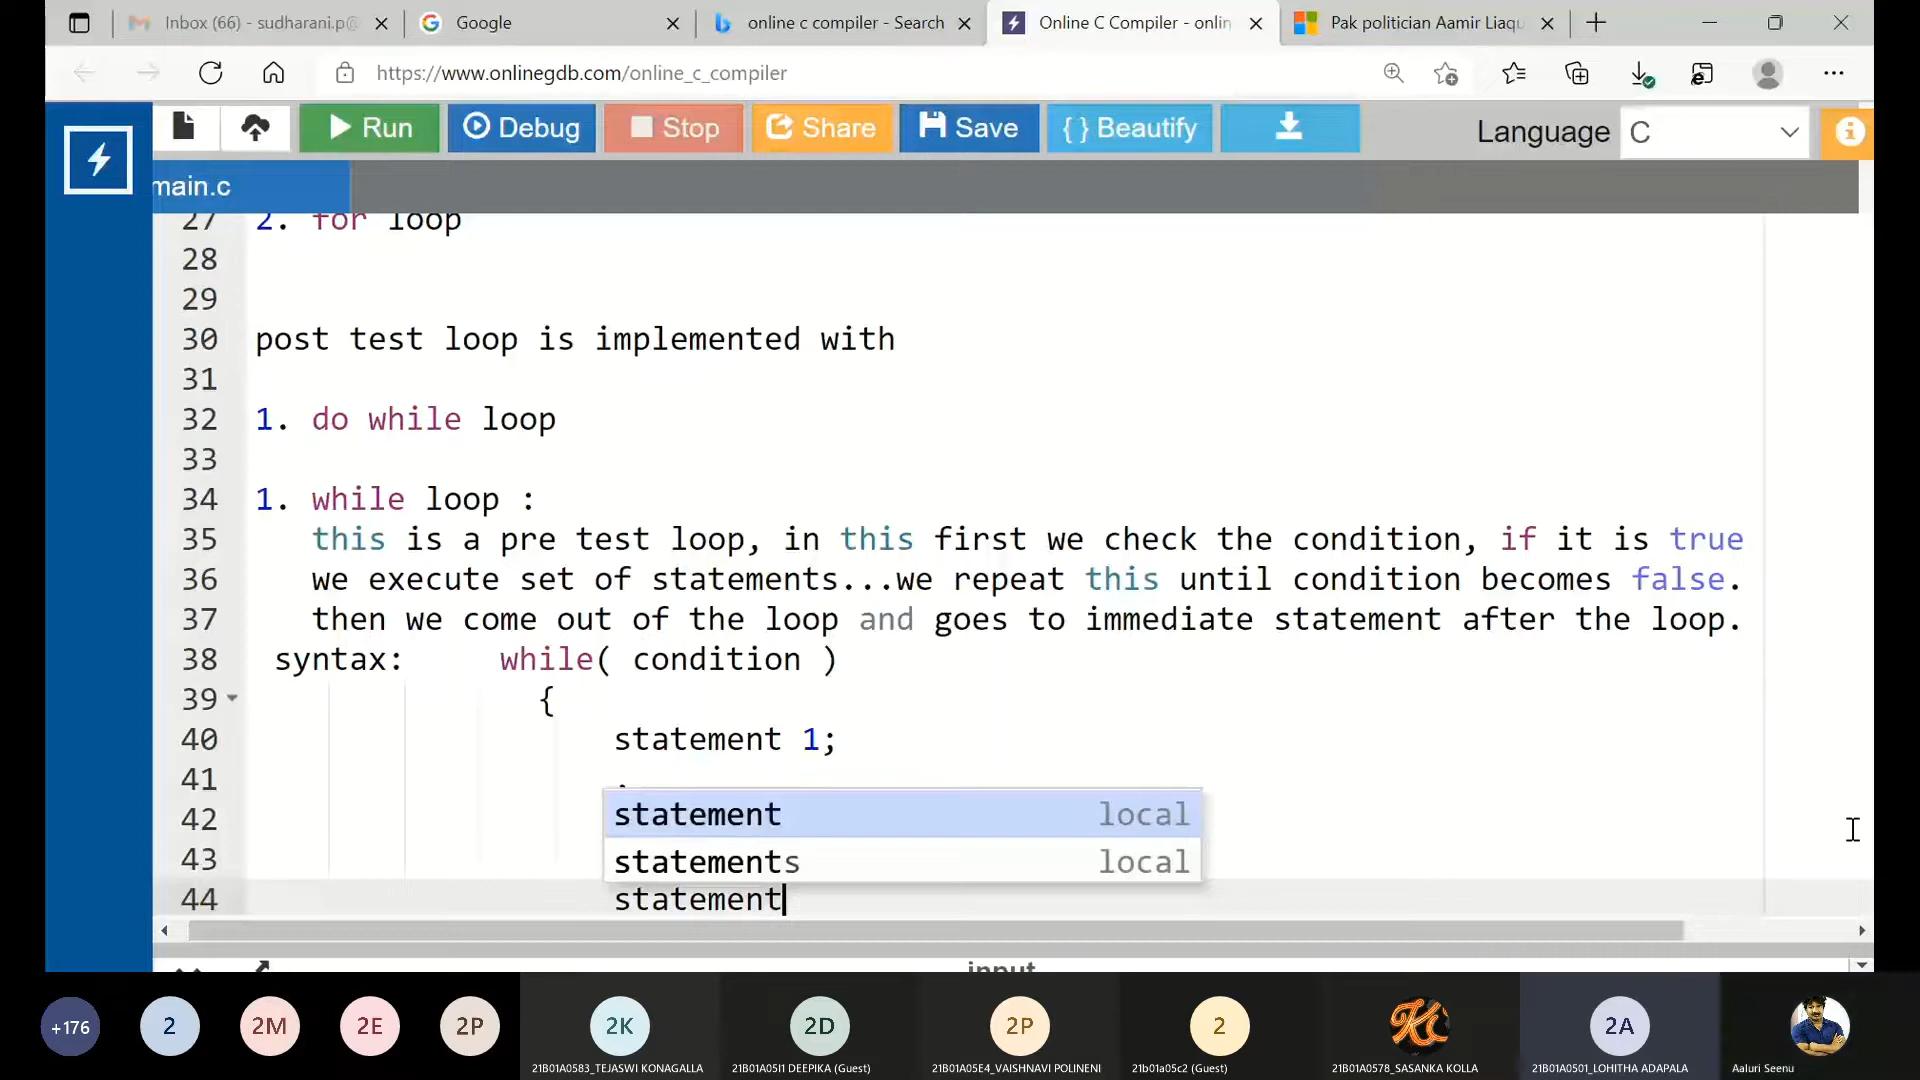 Inbox (66) - sudharani.p@
Google
online c compiler - Search
Online C Compiler - onlin
Pak politician Aamir Liaqu
https://www.onlinegdb.com/online_c_compiler
Run
Debug
Stop
Share
Save
{ } Beautify
Language C
main.c
27 2. for loop
28
29
30 post test loop is implemented with
31
32 1. do while loop
33
34 1. while loop :
35 this is a pre test loop, in this first we check the condition, if it is true
36 we execute set of statements...we repeat this until condition becomes false.
37 then we come out of the loop and goes to immediate statement after the loop.
38 syntax: while( condition )
39 {
40 statement 1;
41
42 statement local
43 statements local
44 statement
input
+176
2
2M
2E
2P
2K
2D
2P
2
2A
21B01A0583_TEJASWI KONAGALLA
21B01A05I1 DEEPIKA (Guest)
21B01A05E4_VAISHNAVI POLINENI
21b01a05c2 (Guest)
21B01A0578_SASANKA KOLLA
21B01A0501_LOHITHA ADAPALA
Aaluri Seenu